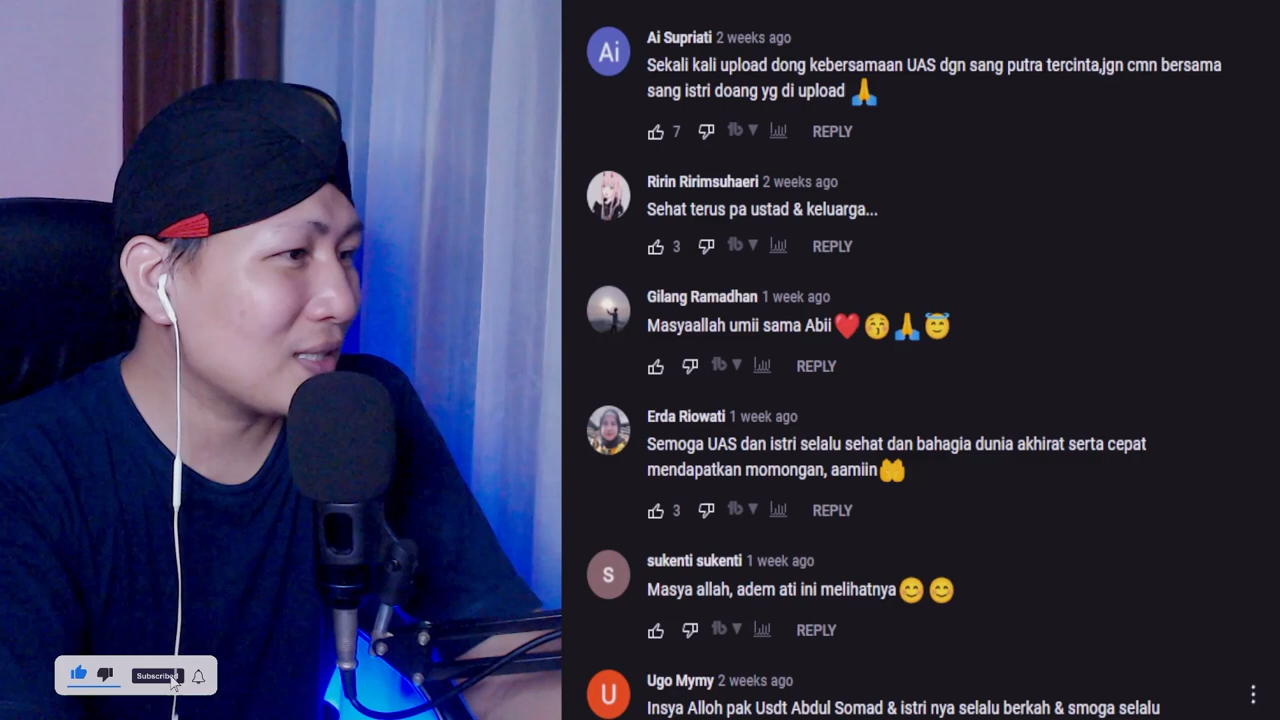 Ai
Ai Supriati 2 weeks ago
Sekali kali upload dong kebersamaan UAS dgn sang putra tercinta,jgn cmn bersama
sang istri doang yg di upload 🙏
7 REPLY
Ririn Ririmsuhaeri 2 weeks ago
Sehat terus pa ustad & keluarga...
3 REPLY
Gilang Ramadhan 1 week ago
Masyaallah umii sama Abii❤️😚🙏😇
REPLY
Erda Riowati 1 week ago
Semoga UAS dan istri selalu sehat dan bahagia dunia akhirat serta cepat
mendapatkan momongan, aamiin🤲
3 REPLY
S
sukenti sukenti 1 week ago
Masya allah, adem ati ini melihatnya😊😊
REPLY
U
Ugo Mymy 2 weeks ago
Insya Alloh pak Usdt Abdul Somad & istri nya selalu berkah & smoga selalu
Subscribed